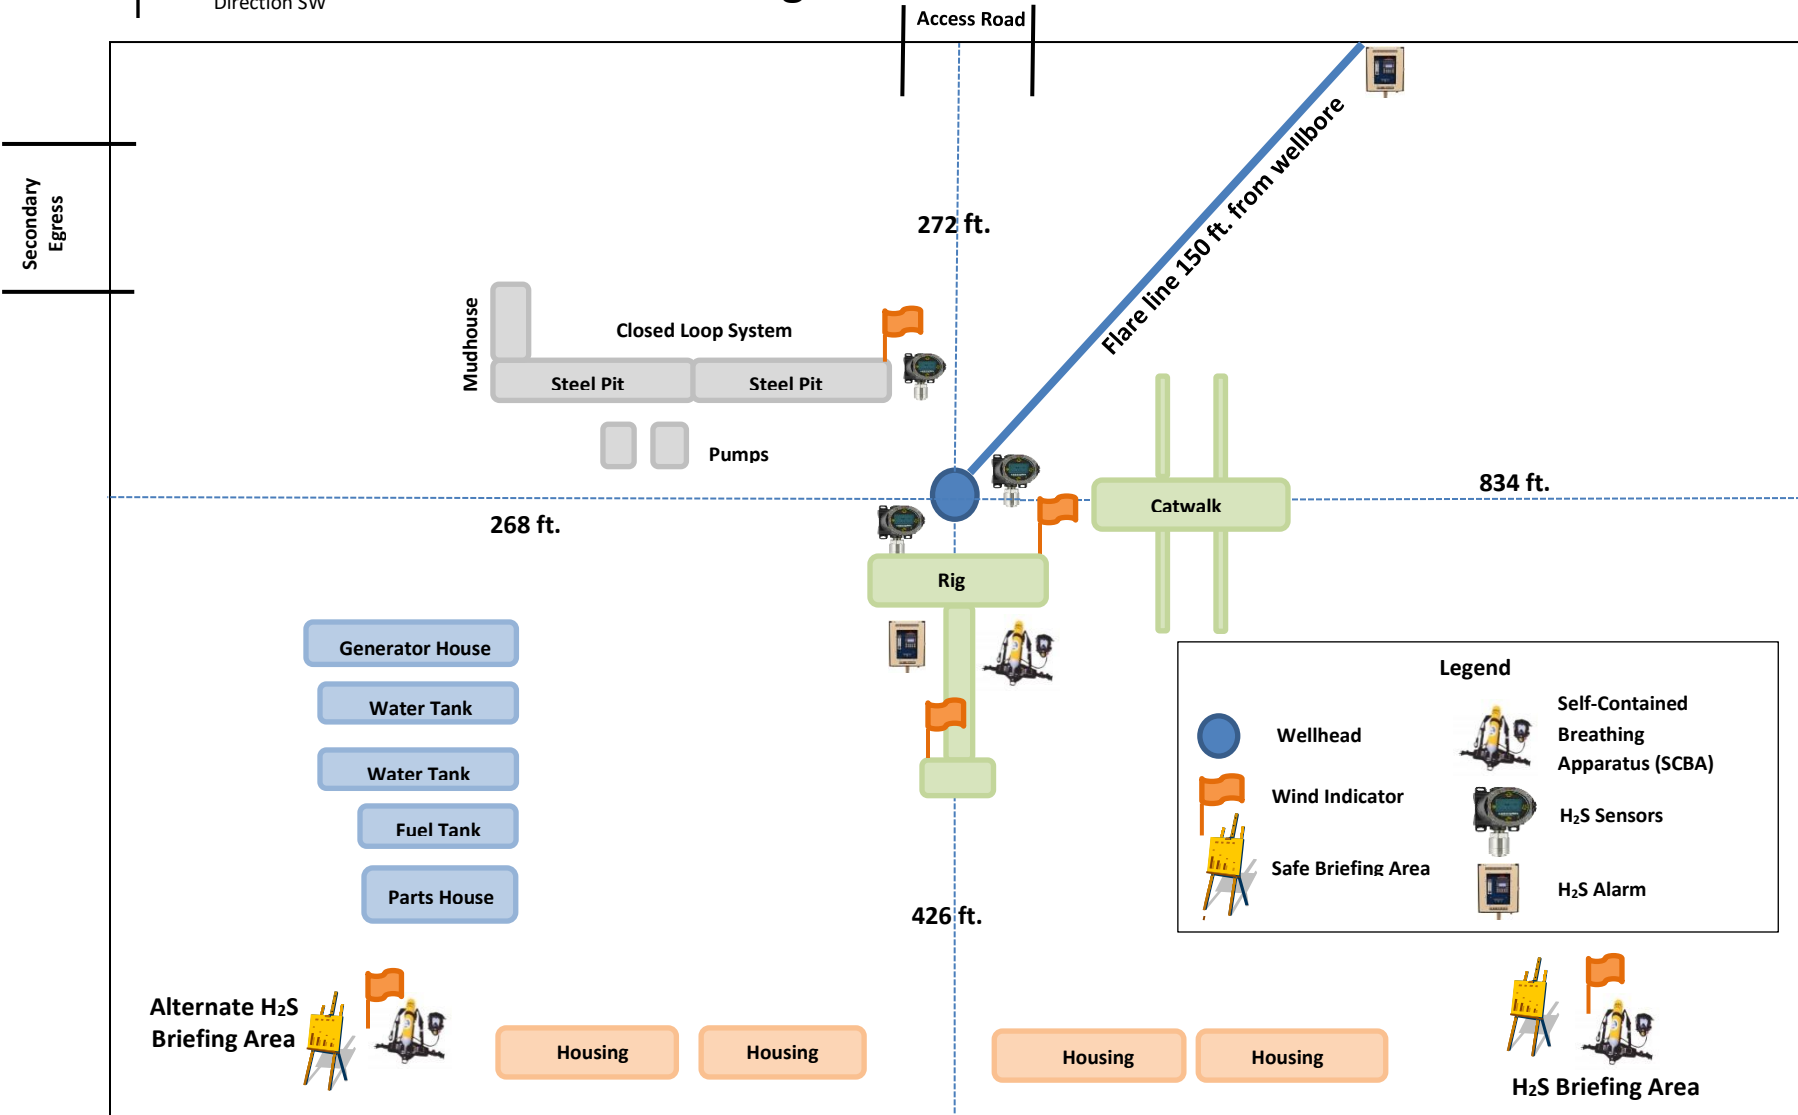 Direction SW
Access Road
Secondary
Egress
272 ft.
Flare line 150 ft. from wellbore
Mudhouse
Closed Loop System
Steel Pit
Steel Pit
Pumps
834 ft.
Catwalk
268 ft.
Rig
Generator House
Water Tank
Water Tank
Fuel Tank
Parts House
Legend
Wellhead
Wind Indicator
Safe Briefing Area
Self-Contained
Breathing
Apparatus (SCBA)
H2S Sensors
H2S Alarm
426 ft.
Alternate H2S
Briefing Area
Housing
Housing
Housing
Housing
H2S Briefing Area